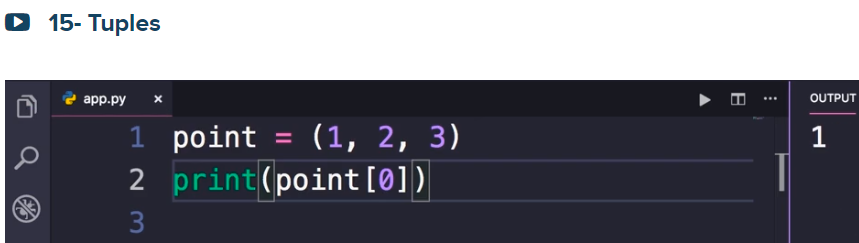 15- Tuples
app.py × OUTPUT
1 point = (1, 2, 3) 1
2 print(point[0])
3